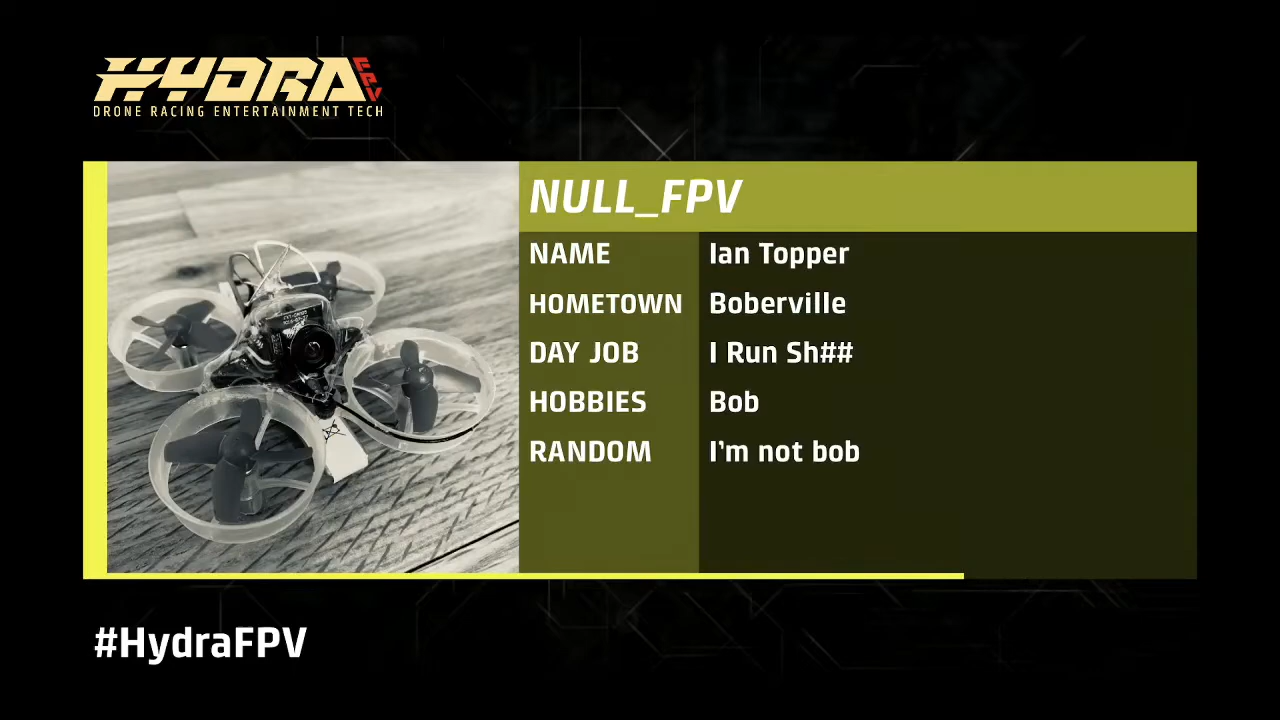 HYDRA FPV
DRONE RACING ENTERTAINMENT TECH
NULL_FPV
NAME Ian Topper
HOMETOWN Boberville
DAY JOB I Run Sh##
HOBBIES Bob
RANDOM I'm not bob
#HydraFPV